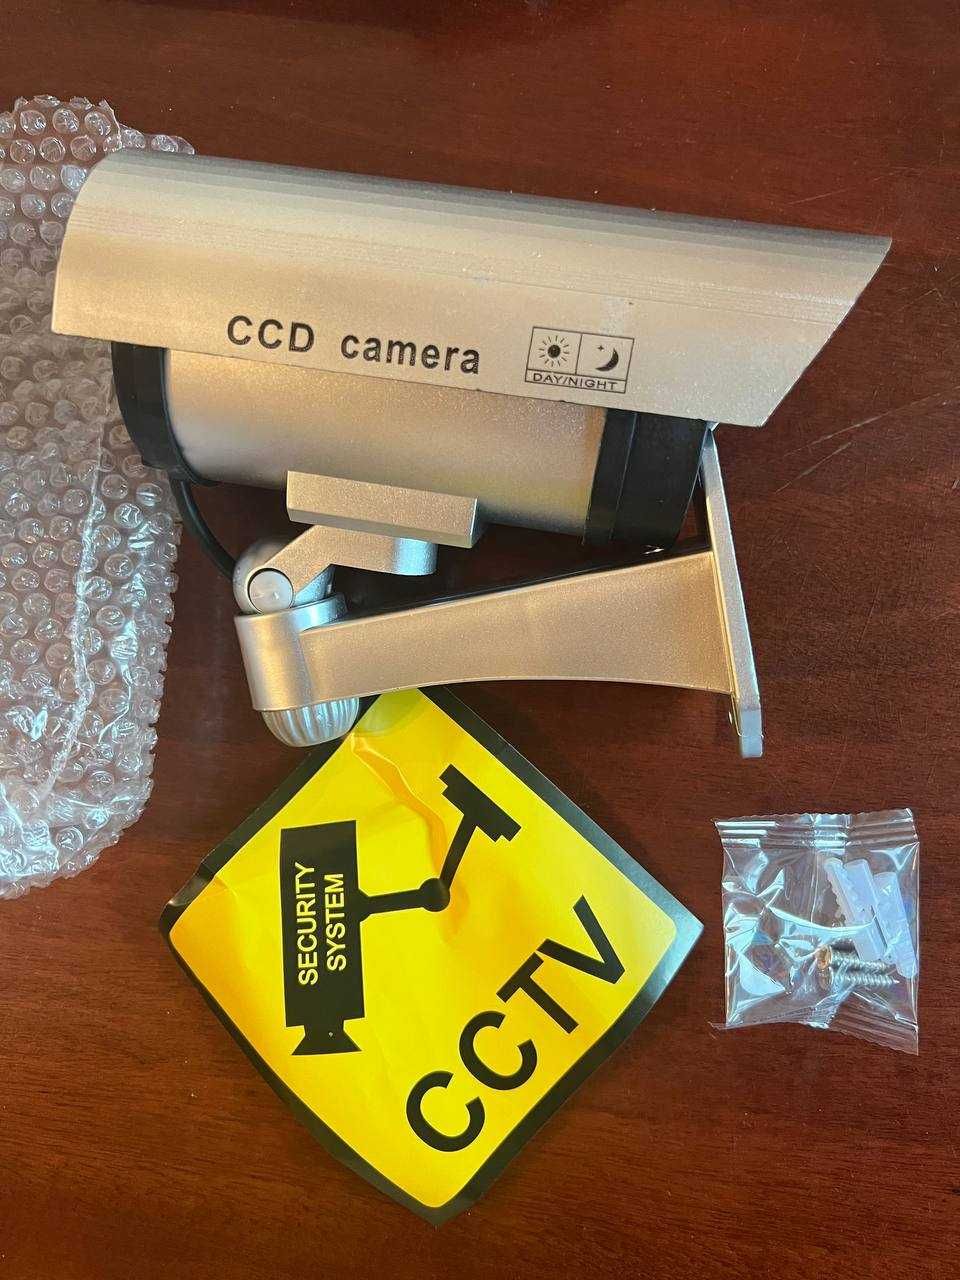 CCD camera
DAY/NIGHT
SECURITY
SYSTEM
CCTV